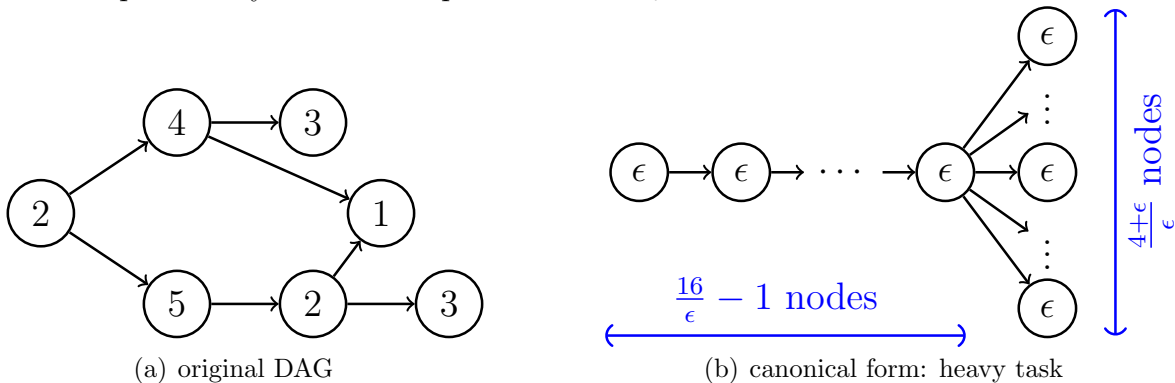 4 3
2 1
5 2 3
(a) original DAG
ϵ
⋮
ϵ ϵ ⋯ ϵ ϵ
⋮
ϵ
16/ϵ − 1 nodes
4+ϵ/ϵ nodes
(b) canonical form: heavy task